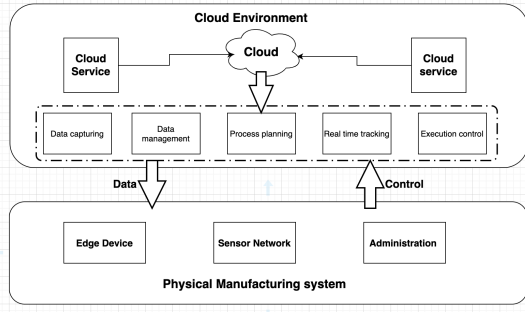 Cloud Environment
Cloud
Service
Cloud
Cloud
service
Data capturing
Data
management
Process planning
Real time tracking
Execution control
Data
Control
Edge Device
Sensor Network
Administration
Physical Manufacturing system